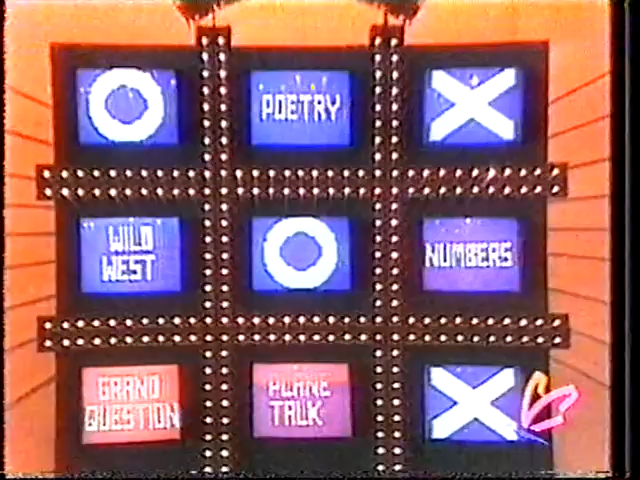 O
POETRY
X
WILD
WEST
O
NUMBERS
GRAND
QUESTION
PLANE
TALK
X